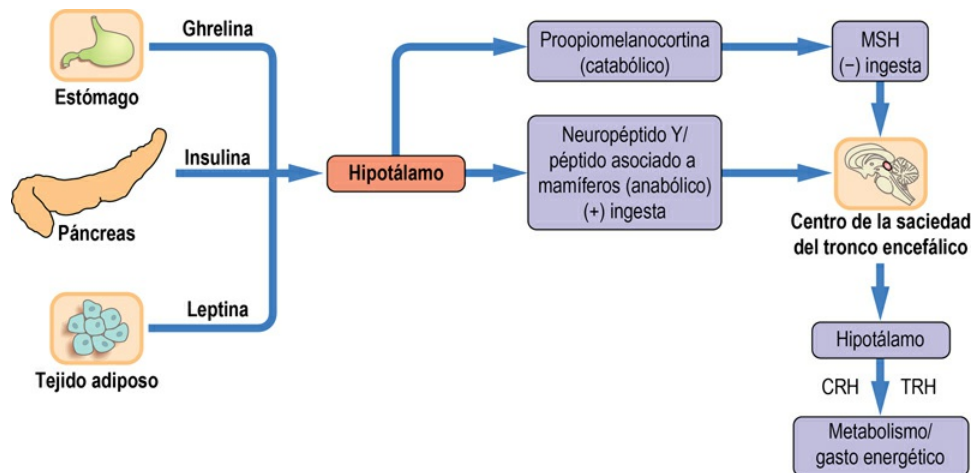 Ghrelina
Estómago
Insulina
Páncreas
Leptina
Tejido adiposo
Hipotálamo
Proopiomelanocortina
(catabólico)
MSH
(−) ingesta
Neuropéptido Y/
péptido asociado a
mamíferos (anabólico)
(+) ingesta
Centro de la saciedad
del tronco encefálico
Hipotálamo
CRH
TRH
Metabolismo/
gasto energético